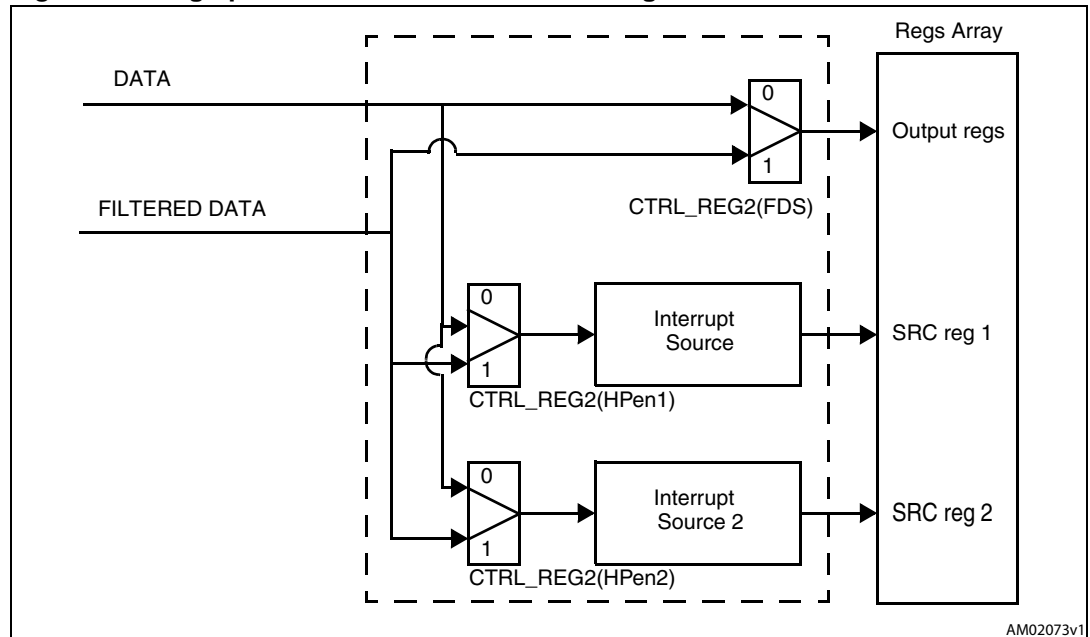 Regs Array
DATA
0
1
Output regs
CTRL_REG2(FDS)
FILTERED DATA
0
1
Interrupt
Source
SRC reg 1
CTRL_REG2(HPen1)
0
1
Interrupt
Source 2
SRC reg 2
CTRL_REG2(HPen2)
AM02073v1